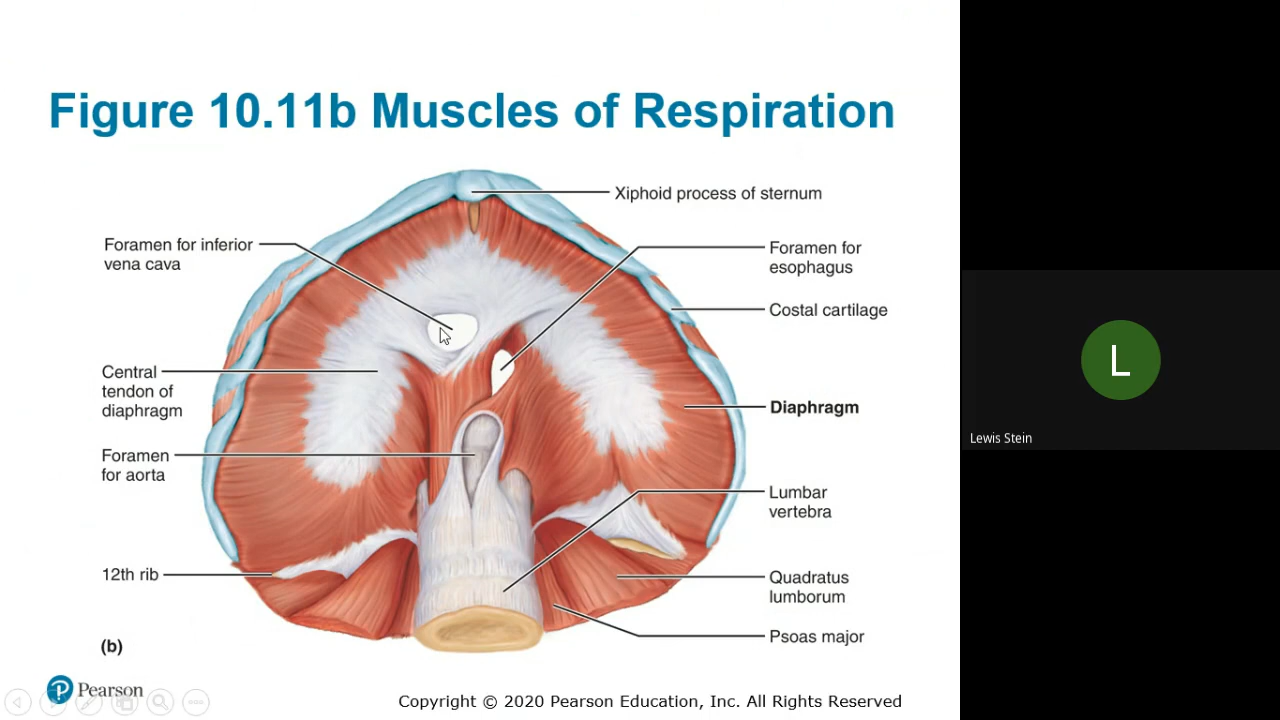 Figure 10.11b Muscles of Respiration
Xiphoid process of sternum
Foramen for inferior
vena cava
Foramen for
esophagus
Costal cartilage
Central
tendon of
diaphragm
Diaphragm
Foramen
for aorta
Lumbar
vertebra
12th rib
Quadratus
lumborum
Psoas major
(b)
P Pearson
Copyright © 2020 Pearson Education, Inc. All Rights Reserved
L
Lewis Stein